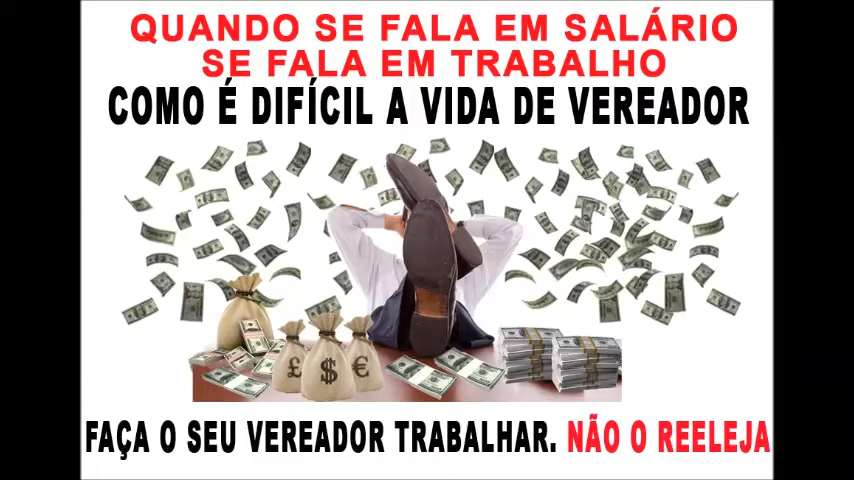 QUANDO SE FALA EM SALÁRIO
SE FALA EM TRABALHO
COMO É DIFÍCIL A VIDA DE VEREADOR
£
$
€
FAÇA O SEU VEREADOR TRABALHAR. NÃO O REELEJA